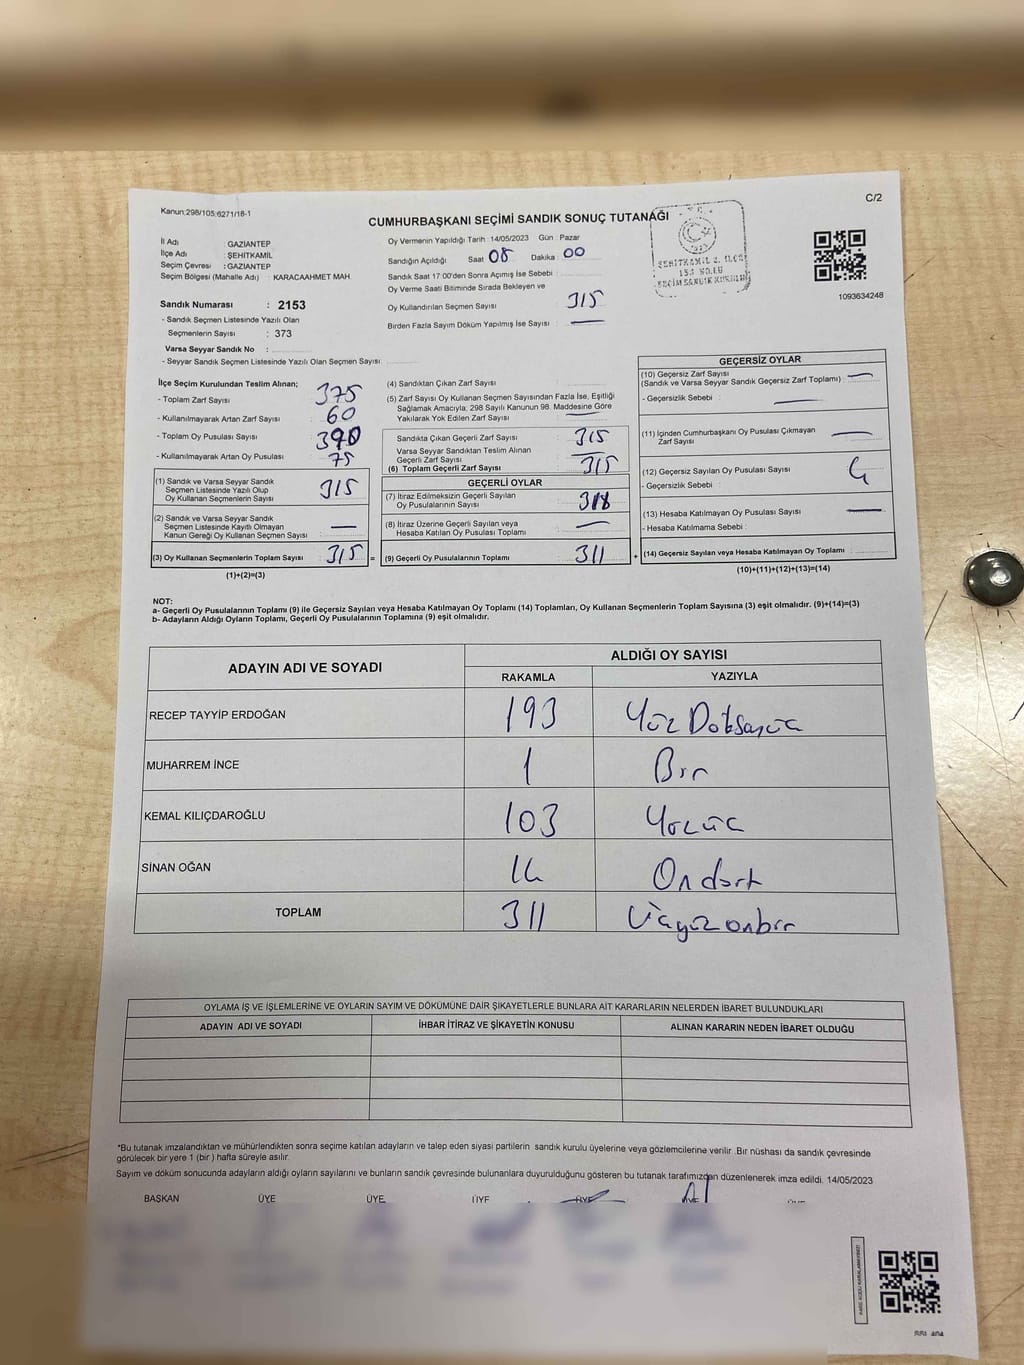 C/2
Kanun:298/105;6271/18-1
CUMHURBAŞKANI SEÇİMİ SANDIK SONUÇ TUTANAĞI
İl Adı : GAZİANTEP
İlçe Adı : ŞEHİTKAMİL
Seçim Çevresi : GAZİANTEP
Seçim Bölgesi (Mahalle Adı) : KARACAAHMET MAH.
Oy Vermenin Yapıldığı Tarih : 14/05/2023 Gün : Pazar
Sandığın Açıldığı Saat 08 Dakika 00
Sandık Saat 17:00'den Sonra Açımış İse Sebebi :
Oy Verme Saati Bitiminde Sırada Bekleyen ve
Oy Kullandırılan Seçmen Sayısı 315
Birden Fazla Sayım Döküm Yapılmış İse Sayısı : —
ŞEHİTKAMİL 2. İLÇE
SEÇİM SANDIK KURULU
1093634248
Sandık Numarası : 2153
- Sandık Seçmen Listesinde Yazılı Olan
Seçmenlerin Sayısı : 373
Varsa Seyyar Sandık No :
- Seyyar Sandık Seçmen Listesinde Yazılı Olan Seçmen Sayısı:
İlçe Seçim Kurulundan Teslim Alınan;
- Toplam Zarf Sayısı 375
- Kullanılmayarak Artan Zarf Sayısı 60
- Toplam Oy Pusulası Sayısı 390
- Kullanılmayarak Artan Oy Pusulası 75
(1) Sandık ve Varsa Seyyar Sandık
Seçmen Listesinde Yazılı Olup
Oy Kullanan Seçmenlerin Sayısı 315
(2) Sandık ve Varsa Seyyar Sandık
Seçmen Listesinde Kayıtlı Olmayan
Kanun Gereği Oy Kullanan Seçmen Sayısı —
(3) Oy Kullanan Seçmenlerin Toplam Sayısı 315 =
(1)+(2)=(3)
(4) Sandıktan Çıkan Zarf Sayısı
(5) Zarf Sayısı Oy Kullanan Seçmen Sayısından Fazla İse, Eşitliği
Sağlamak Amacıyla; 298 Sayılı Kanunun 98. Maddesine Göre
Yakılarak Yok Edilen Zarf Sayısı —
Sandıkta Çıkan Geçerli Zarf Sayısı 315
Varsa Seyyar Sandıktan Teslim Alınan
Geçerli Zarf Sayısı —
(6) Toplam Geçerli Zarf Sayısı 315
GEÇERLİ OYLAR
(7) İtiraz Edilmeksizin Geçerli Sayılan
Oy Pusulalarının Sayısı
(8) İtiraz Üzerine Geçerli Sayılan veya
Hesaba Katılan Oy Pusulası Toplamı —
(9) Geçerli Oy Pusulalarının Toplamı 311 +
GEÇERSİZ OYLAR
(10) Geçersiz Zarf Sayısı
(Sandık ve Varsa Seyyar Sandık Geçersiz Zarf Toplamı) —
- Geçersizlik Sebebi : —
(11) İçinden Cumhurbaşkanı Oy Pusulası Çıkmayan
Zarf Sayısı —
(12) Geçersiz Sayılan Oy Pusulası Sayısı 4
- Geçersizlik Sebebi :
(13) Hesaba Katılmayan Oy Pusulası Sayısı —
- Hesaba Katılmama Sebebi :
(14) Geçersiz Sayılan veya Hesaba Katılmayan Oy Toplamı
(10)+(11)+(12)+(13)=(14)
NOT:
a- Geçerli Oy Pusulalarının Toplamı (9) ile Geçersiz Sayılan veya Hesaba Katılmayan Oy Toplamı (14) Toplamları, Oy Kullanan Seçmenlerin Toplam Sayısına (3) eşit olmalıdır. (9)+(14)=(3)
b- Adayların Aldığı Oyların Toplamı, Geçerli Oy Pusulalarının Toplamına (9) eşit olmalıdır.
ADAYIN ADI VE SOYADI ALDIĞI OY SAYISI
RAKAMLA YAZIYLA
RECEP TAYYİP ERDOĞAN 193 Yüz Doksanüç
MUHARREM İNCE 1 Bir
KEMAL KILIÇDAROĞLU 103 Yüzüç
SİNAN OĞAN 14 Ondört
TOPLAM 311 Üçyüzonbir
OYLAMA İŞ VE İŞLEMLERİNE VE OYLARIN SAYIM VE DÖKÜMÜNE DAİR ŞİKAYETLERLE BUNLARA AİT KARARLARIN NELERDEN İBARET BULUNDUKLARI
ADAYIN ADI VE SOYADI İHBAR İTİRAZ VE ŞİKAYETİN KONUSU ALINAN KARARIN NEDEN İBARET OLDUĞU
*Bu tutanak imzalandıktan ve mühürlendikten sonra seçime katılan adayların ve talep eden siyasi partilerin sandık kurulu üyelerine veya gözlemcilerine verilir. Bir nüshası da sandık çevresinde
görülecek bir yere 1 (bir) hafta süreyle asılır.
Sayım ve döküm sonucunda adayların aldığı oyların sayılarını ve bunların sandık çevresinde bulunanlara duyurulduğunu gösteren bu tutanak tarafımızdan düzenlenerek imza edildi. 14/05/2023
BAŞKAN ÜYE ÜYE ÜYE ÜYE ÜYE